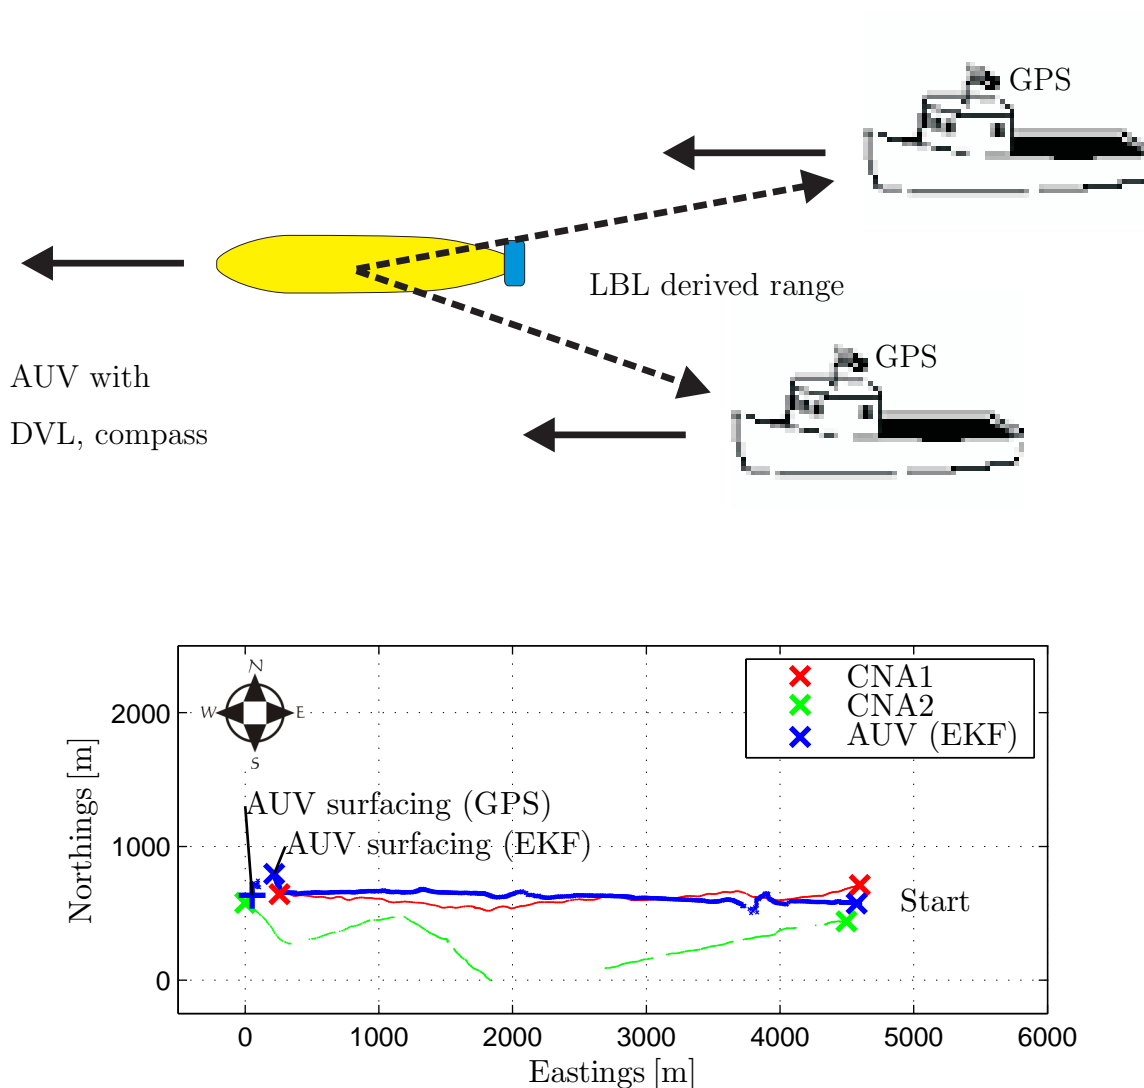 GPS
LBL derived range
GPS
AUV with
DVL, compass
N
W
E
S
CNA1
CNA2
AUV (EKF)
2000
1000
0
Northings [m]
AUV surfacing (GPS)
AUV surfacing (EKF)
Start
0
1000
2000
3000
4000
5000
6000
Eastings [m]